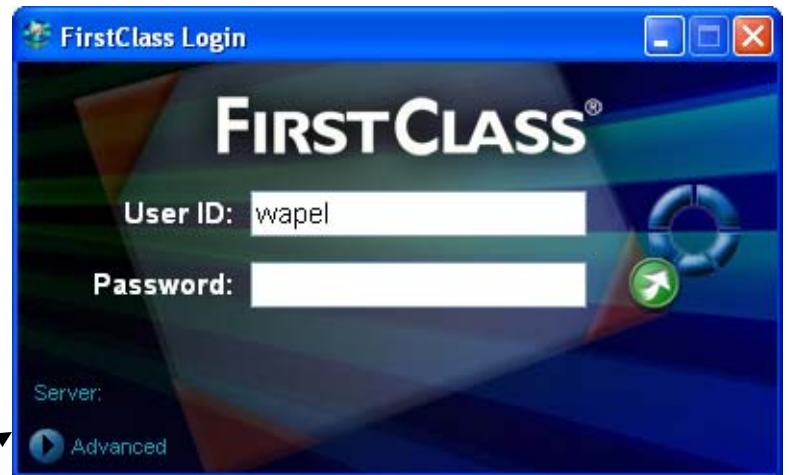 FirstClass Login
FIRSTCLASS®
User ID: wapel
Password:
Server:
Advanced